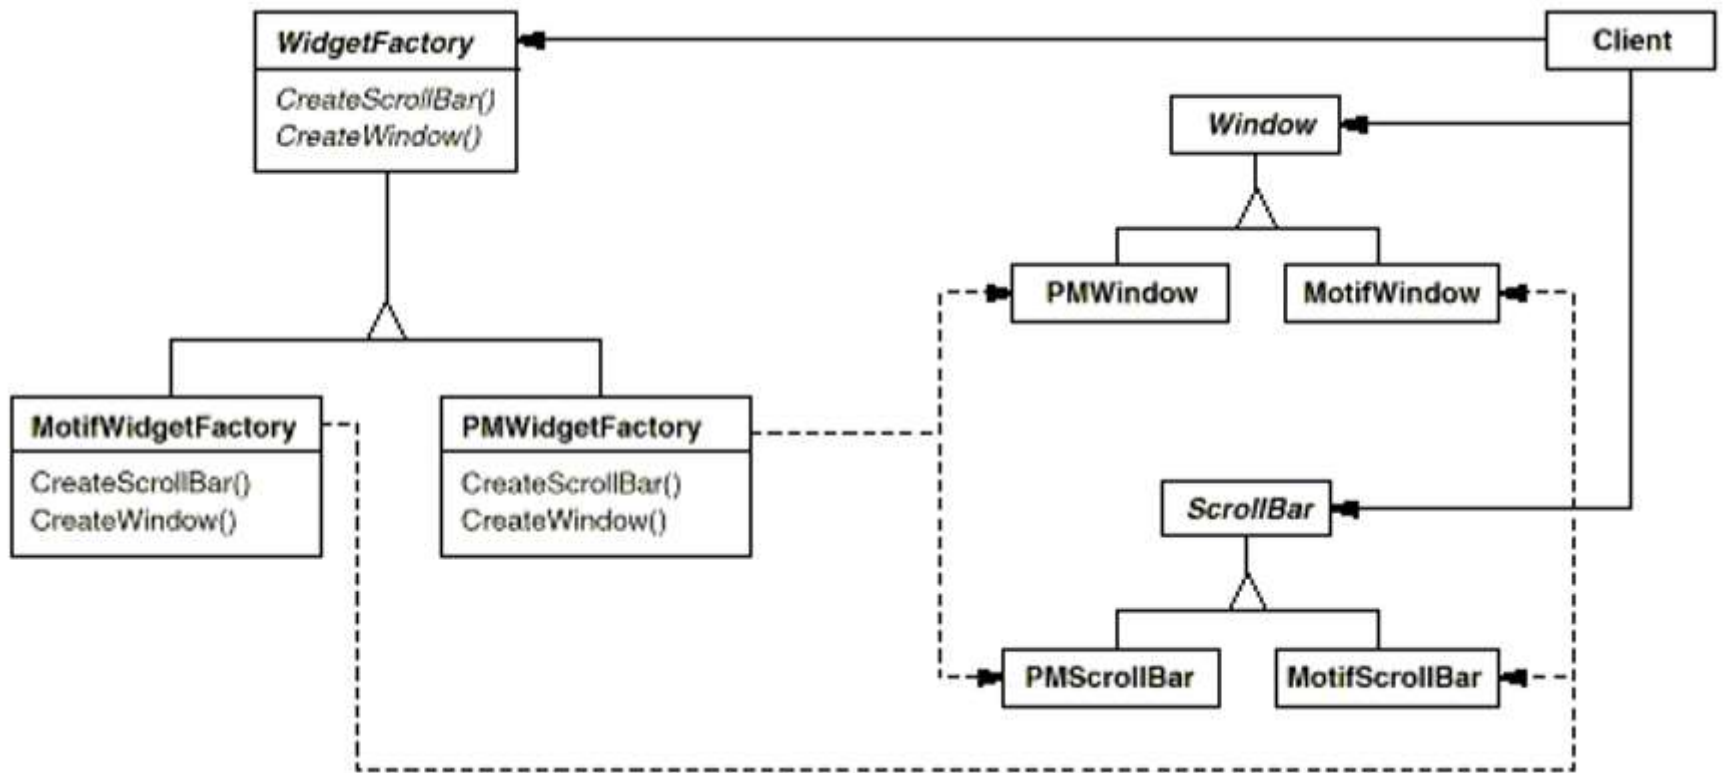 WidgetFactory
CreateScrollBar()
CreateWindow()
Client
Window
PMWindow
MotifWindow
MotifWidgetFactory
CreateScrollBar()
CreateWindow()
PMWidgetFactory
CreateScrollBar()
CreateWindow()
ScrollBar
PMScrollBar
MotifScrollBar